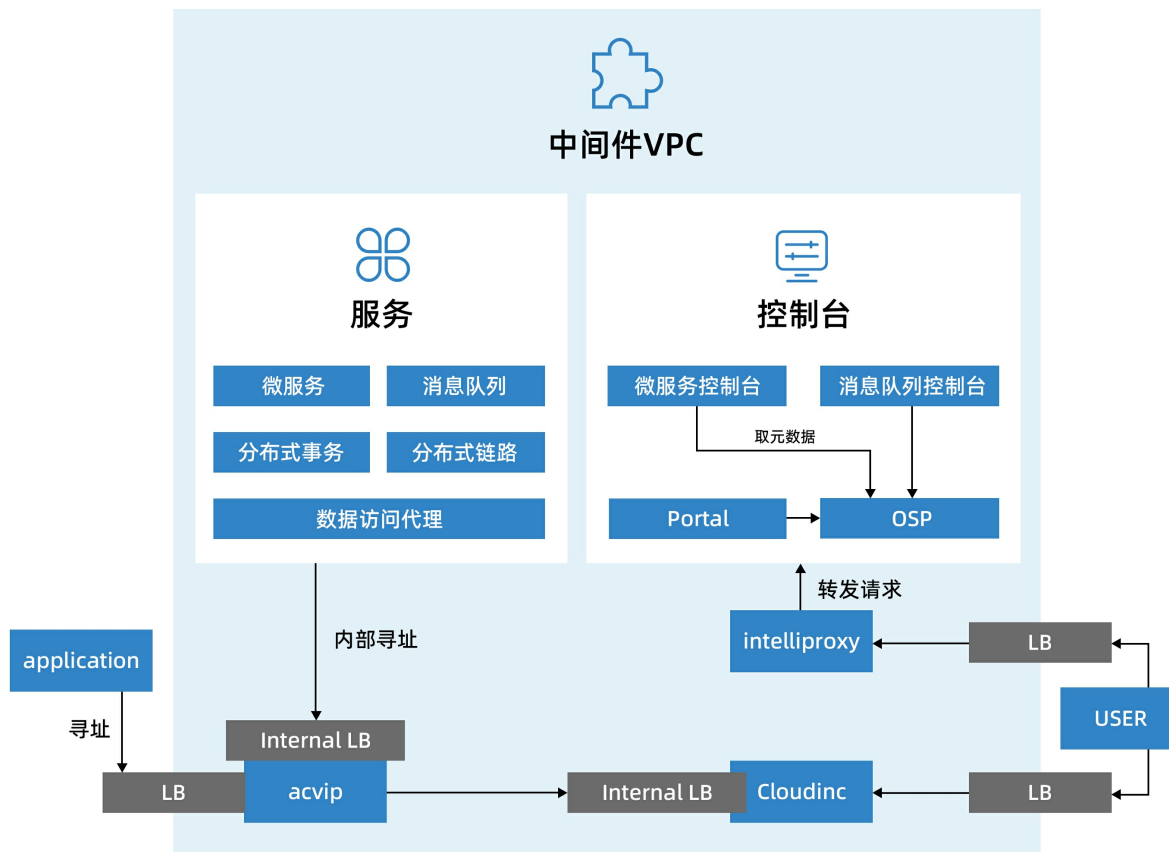 中间件VPC
服务
控制台
微服务
消息队列
微服务控制台
消息队列控制台
取元数据
分布式事务
分布式链路
数据访问代理
Portal
OSP
转发请求
application
内部寻址
intelliproxy
LB
寻址
USER
Internal LB
LB
acvip
Internal LB
Cloudinc
LB